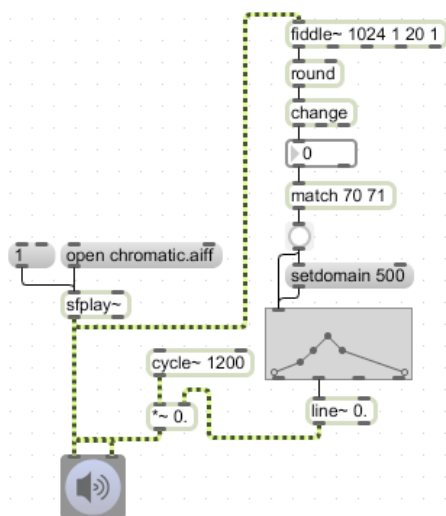 fiddle~ 1024 1 20 1
round
change
0
match 70 71
1
open chromatic.aiff
setdomain 500
sfplay~
cycle~ 1200
*~ 0.
line~ 0.